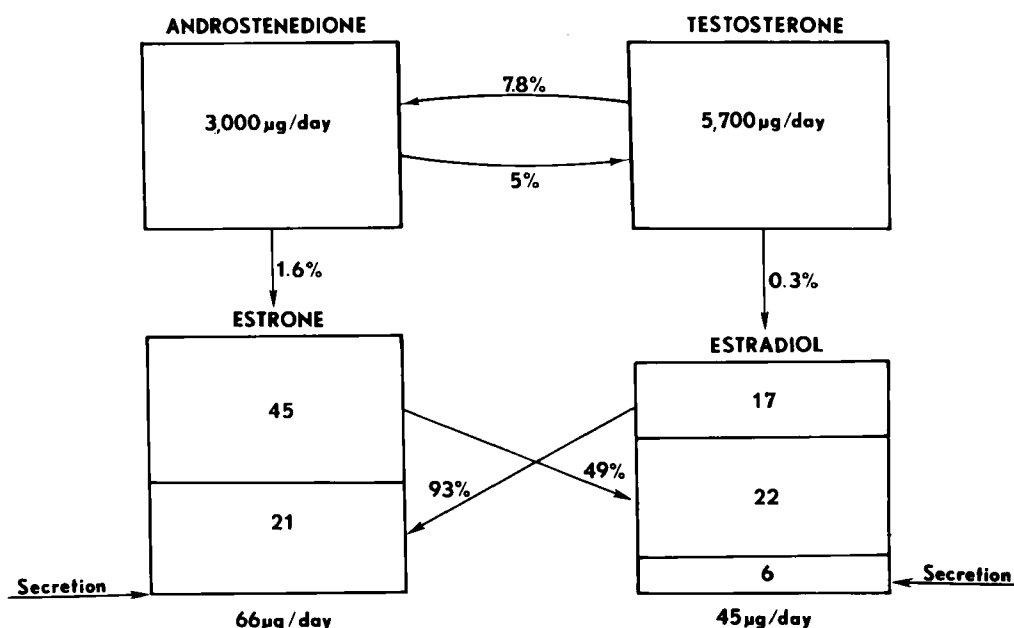 ANDROSTENEDIONE
TESTOSTERONE
3,000 µg/day
7.8%
5,700 µg/day
5%
1.6%
0.3%
ESTRONE
ESTRADIOL
45
17
93%
49%
21
22
6
Secretion
Secretion
66µg/day
45µg/day